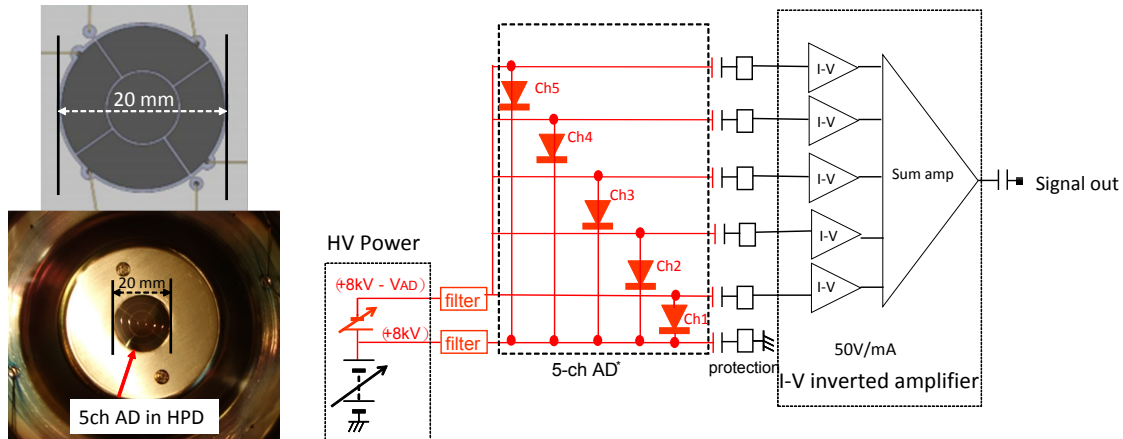 20 mm
20 mm
5ch AD in HPD
HV Power
(+8kV - VAD)
(+8kV)
filter
filter
Ch5
Ch4
Ch3
Ch2
Ch1
5-ch AD*
protection
I-V
I-V
I-V
I-V
I-V
Sum amp
50V/mA
I-V inverted amplifier
Signal out